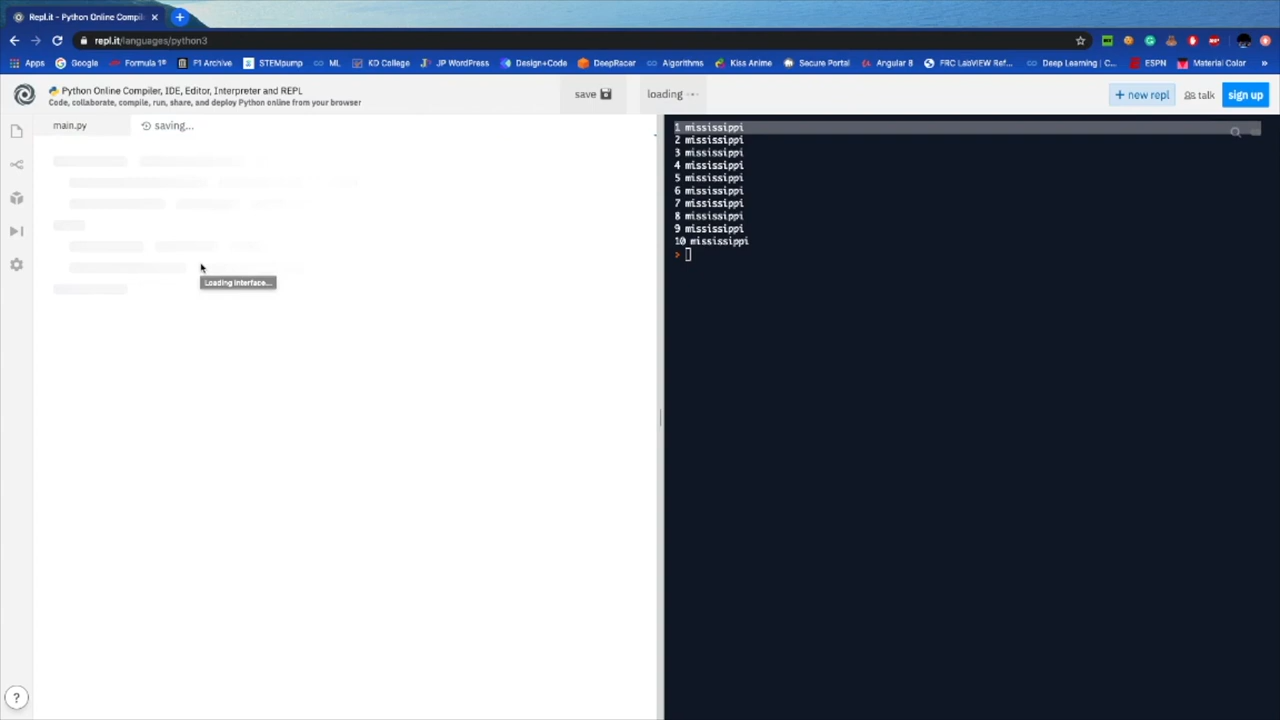 Repl.it - Python Online Compil
repl.it/languages/python3
Apps Google Formula 1® F1 Archive STEMpump ML KD College JP WordPress Design+Code DeepRacer Algorithms Kiss Anime Secure Portal Angular 8 FRC LabVIEW Ref... Deep Learning | C... ESPN Material Color »
Python Online Compiler, IDE, Editor, Interpreter and REPL
Code, collaborate, compile, run, share, and deploy Python online from your browser
save
loading
+ new repl
talk
sign up
main.py
saving...
Loading interface...
?
1 mississippi
2 mississippi
3 mississippi
4 mississippi
5 mississippi
6 mississippi
7 mississippi
8 mississippi
9 mississippi
10 mississippi
>